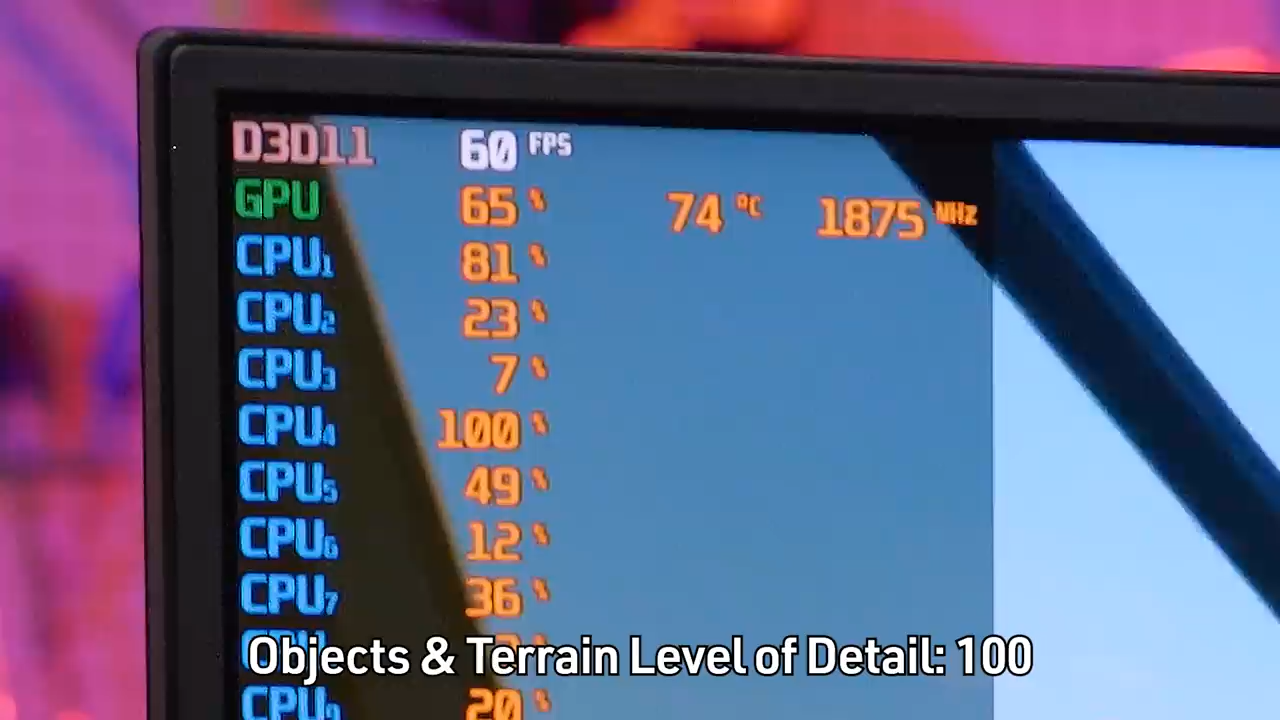 D3D11 60 FPS
GPU 65 % 74 °C 1875 MHz
CPU1 81 %
CPU2 23 %
CPU3 7 %
CPU4 100 %
CPU5 49 %
CPU6 12 %
CPU7 36 %
Objects & Terrain Level of Detail: 100
CPU9 20 %